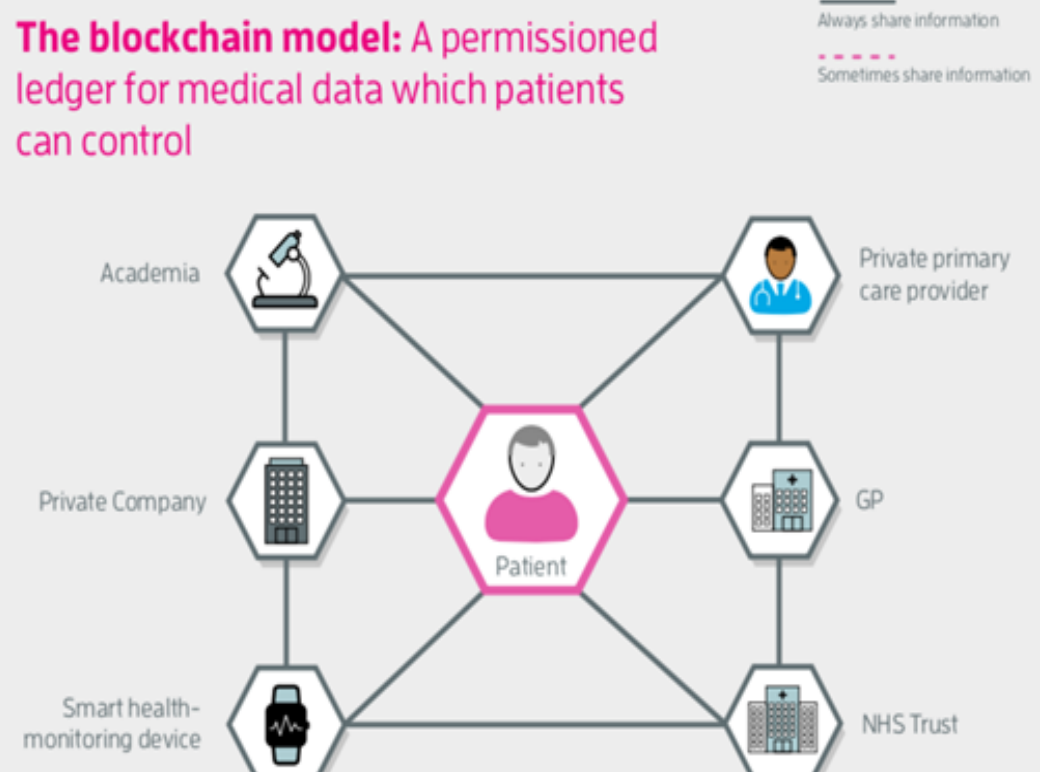 The blockchain model: A permissioned
ledger for medical data which patients
can control
Always share information
Sometimes share information
Academia
Private primary
care provider
Private Company
Patient
GP
Smart health-
monitoring device
NHS Trust